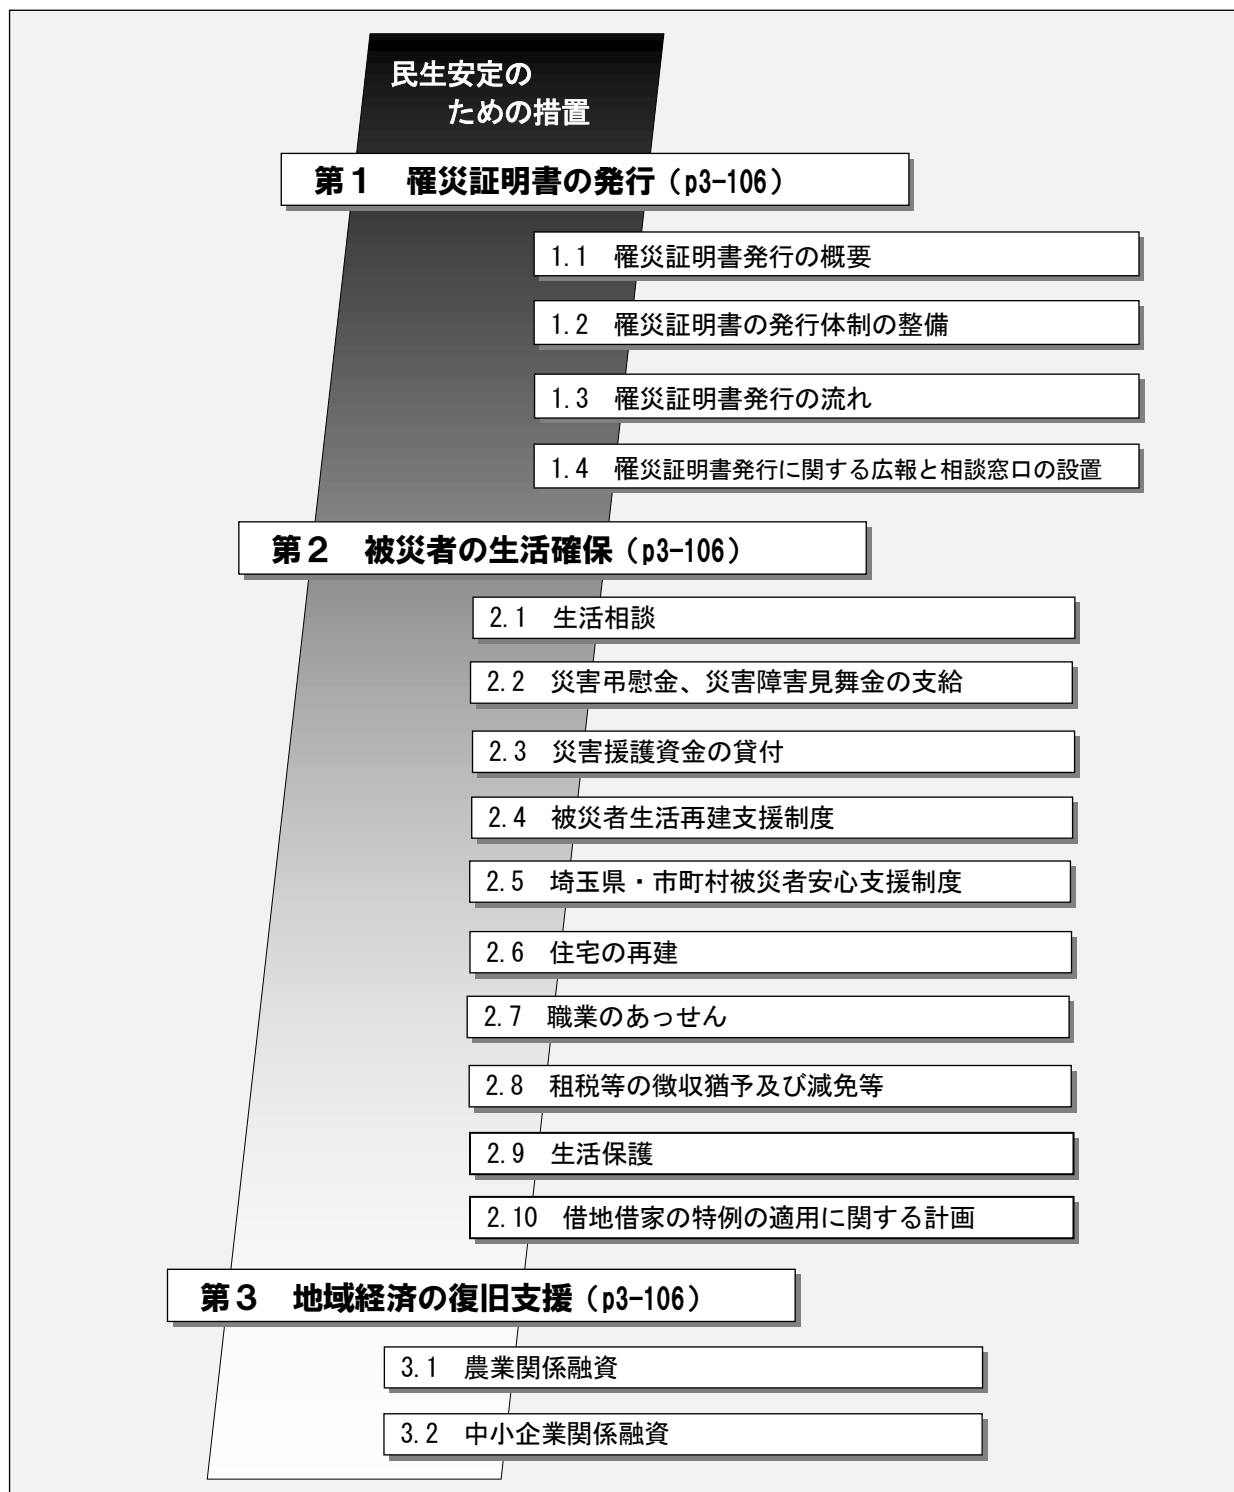 民生安定の
ための措置
第１　罹災証明書の発行（p3-106）
1.1　罹災証明書発行の概要
1.2　罹災証明書の発行体制の整備
1.3　罹災証明書発行の流れ
1.4　罹災証明書発行に関する広報と相談窓口の設置
第２　被災者の生活確保（p3-106）
2.1　生活相談
2.2　災害弔慰金、災害障害見舞金の支給
2.3　災害援護資金の貸付
2.4　被災者生活再建支援制度
2.5　埼玉県・市町村被災者安心支援制度
2.6　住宅の再建
2.7　職業のあっせん
2.8　租税等の徴収猶予及び減免等
2.9　生活保護
2.10　借地借家の特例の適用に関する計画
第３　地域経済の復旧支援（p3-106）
3.1　農業関係融資
3.2　中小企業関係融資